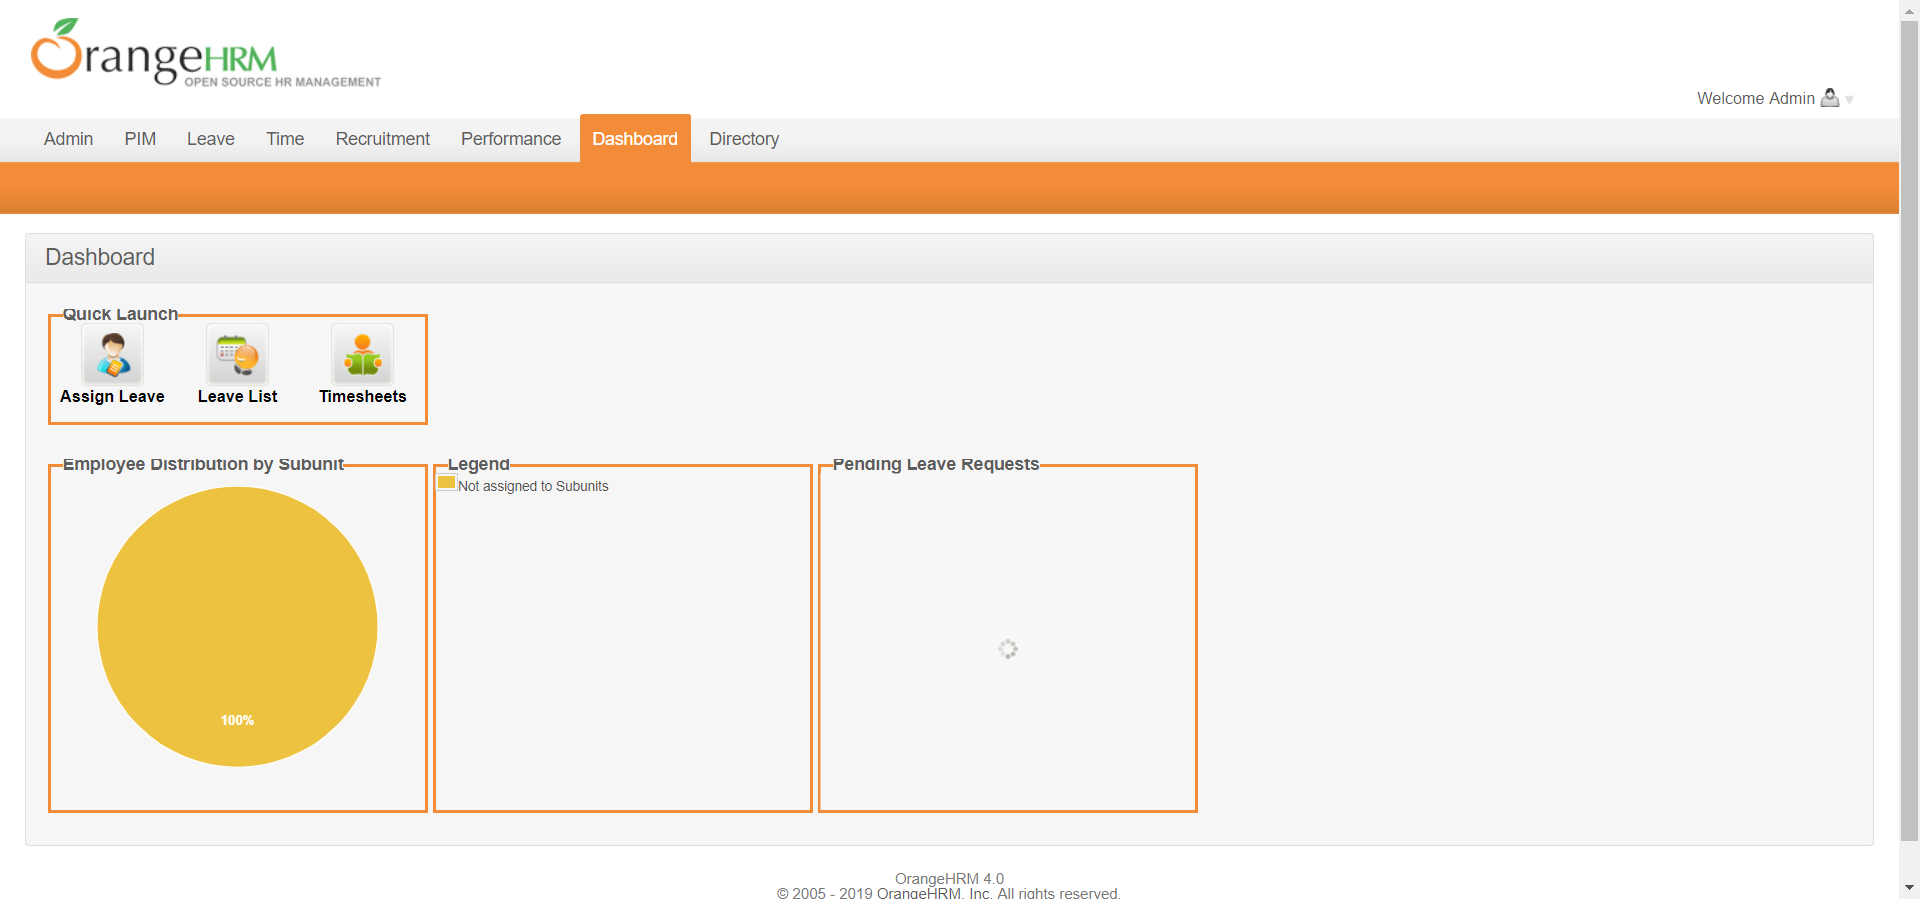 OrangeHRM
OPEN SOURCE HR MANAGEMENT
Welcome Admin
Admin PIM Leave Time Recruitment Performance Dashboard Directory
Dashboard
Quick Launch
Assign Leave Leave List Timesheets
Employee Distribution by Subunit
100%
Legend
Not assigned to Subunits
Pending Leave Requests
OrangeHRM 4.0
© 2005 - 2019 OrangeHRM, Inc. All rights reserved.